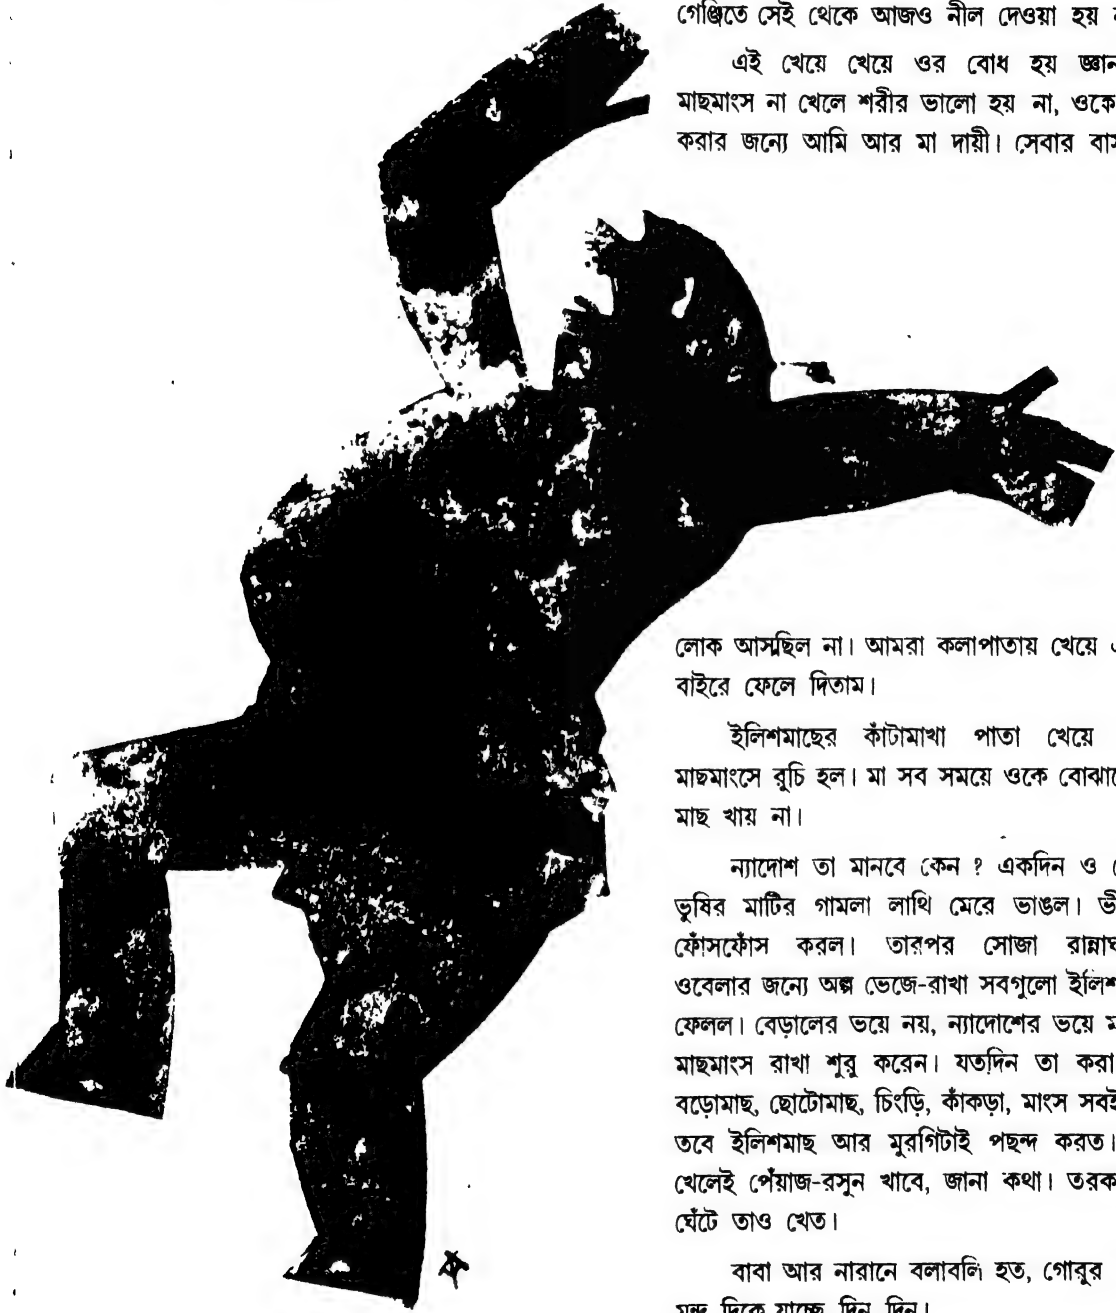 গেঞ্জিতে সেই থেকে আজও নীল দেওয়া হয়
এই খেয়ে খেয়ে ওর বোধ হয় জ্ঞান
মাছমাংস না খেলে শরীর ভালো হয় না, ওকে
করার জন্যে আমি আর মা দায়ী। সেবার
লোক আসছিল না। আমরা কলাপাতায় খেয়ে
বাইরে ফেলে দিতাম।
ইলিশমাছের কাঁটামাখা পাতা খেয়ে
মাছমাংসে রুচি হল। মা সব সময়ে ওকে
মাছ খায় না।
ন্যাদোশ তা মানবে কেন ? একদিন ও
ভুষির মাটির গামলা লাথি মেরে ভাঙল।
ফোঁসফোঁস করল। তারপর সোজা
ওবেলার জন্যে অল্প ভেজে-রাখা সবগুলো
ফেলল। বেড়ালের ভয়ে নয়, ন্যাদোশের ভয়ে
মাছমাংস রাখা শুরু করেন। যতদিন তা করা
বড়োমাছ, ছোটোমাছ, চিংড়ি, কাঁকড়া, মাংস
তবে ইলিশমাছ আর মুরগিটাই পছন্দ করত।
খেলেই পেঁয়াজ-রসুন খাবে, জানা কথা।
ঘেঁটে তাও খেত।
বাবা আর নারানে বলাবলি হত, গোরুর
মন্দ দিকে যাচ্ছে দিন দিন।